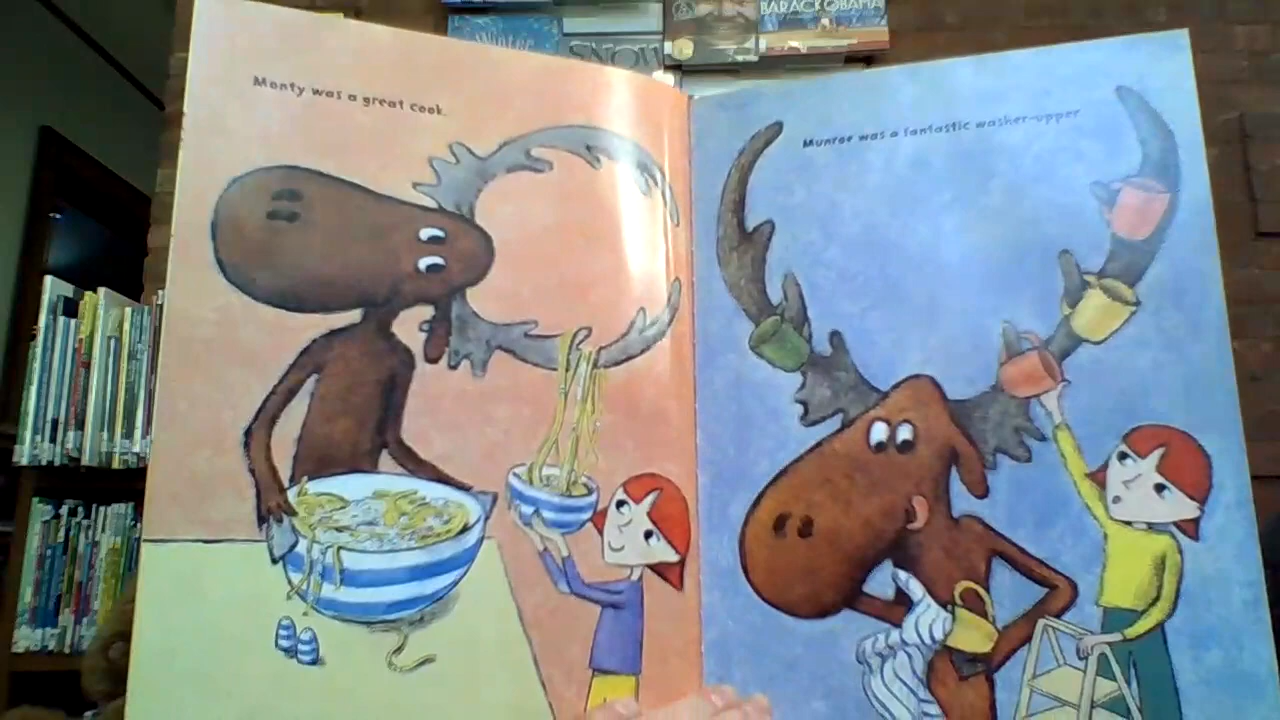 SNOW
BARACK OBAMA
Monty was a great cook.
Munroe was a fantastic washer-upper